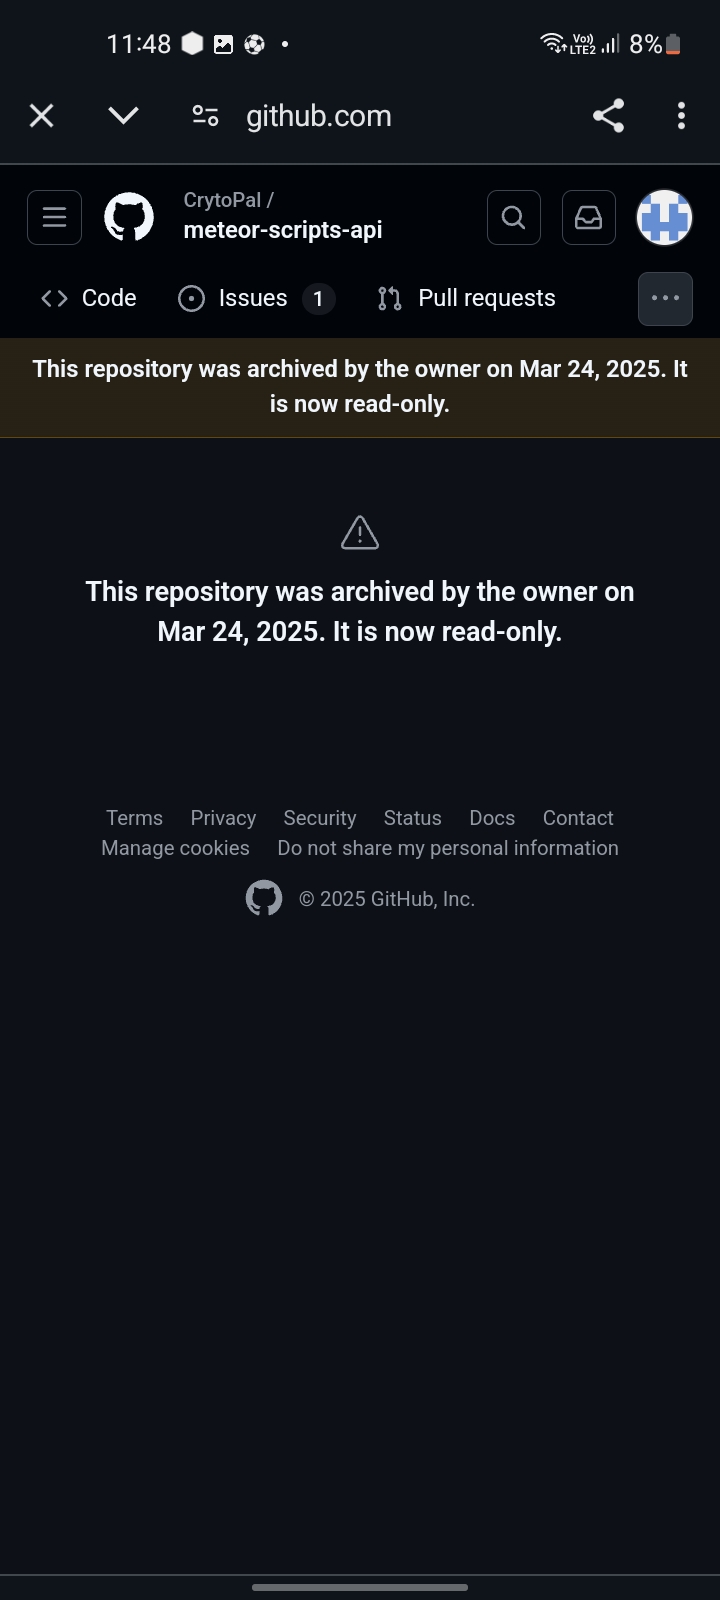 11:48
Vo))
LTE2
8%
github.com
CrytoPal /
meteor-scripts-api
Code
Issues
1
Pull requests
This repository was archived by the owner on Mar 24, 2025. It
is now read-only.
This repository was archived by the owner on
Mar 24, 2025. It is now read-only.
Terms Privacy Security Status Docs Contact
Manage cookies Do not share my personal information
© 2025 GitHub, Inc.